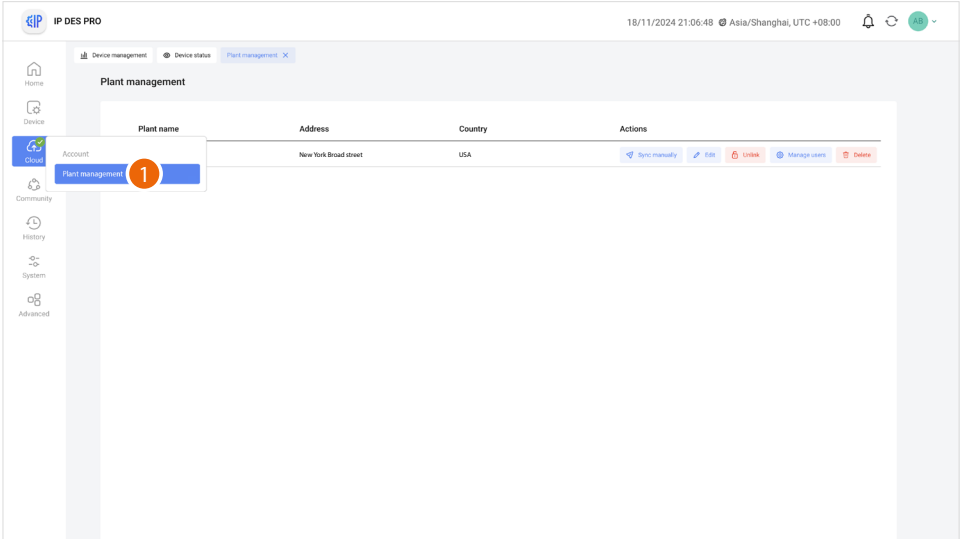 IP IP DES PRO
18/11/2024 21:06:48 Asia/Shanghai, UTC +08:00
AB
Device management Device status Plant management
Home
Plant management
Device
Plant name Address Country Actions
Cloud
Account
New York Broad street USA Sync manually Edit Unlink Manage users Delete
Plant management 1
Community
History
System
Advanced